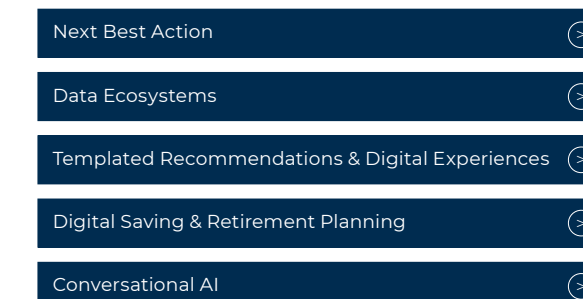 Next Best Action
Data Ecosystems
Templated Recommendations & Digital Experiences
Digital Saving & Retirement Planning
Conversational AI